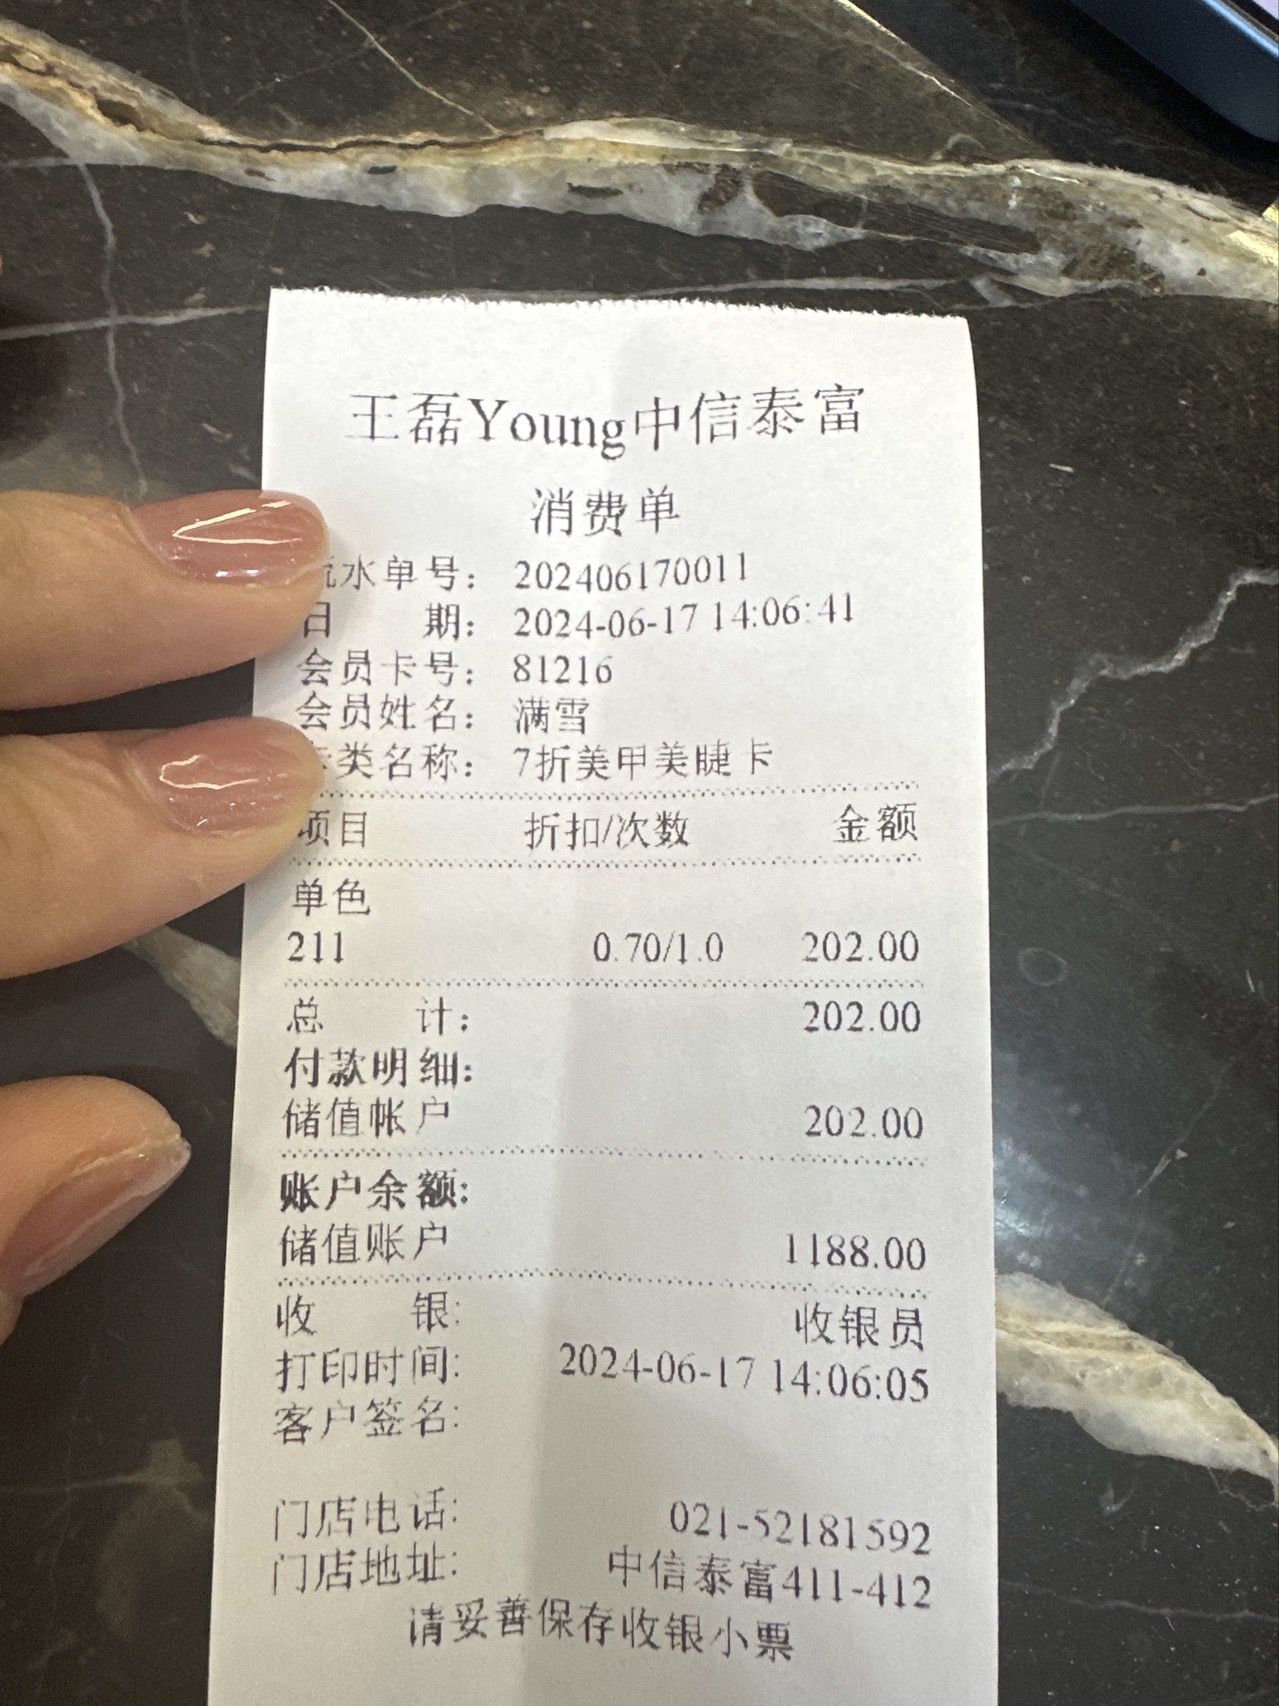 王磊Young中信泰富
消费单
流水单号： 202406170011
日 期： 2024-06-17 14:06:41
会员卡号： 81216
会员姓名： 满雪
卡类名称： 7折美甲美睫卡
项目 折扣/次数 金额
单色
211 0.70/1.0 202.00
总 计： 202.00
付款明细：
储值帐户 202.00
账户余额：
储值账户 1188.00
收 银： 收银员
打印时间： 2024-06-17 14:06:05
客户签名：
门店电话： 021-52181592
门店地址： 中信泰富411-412
请妥善保存收银小票